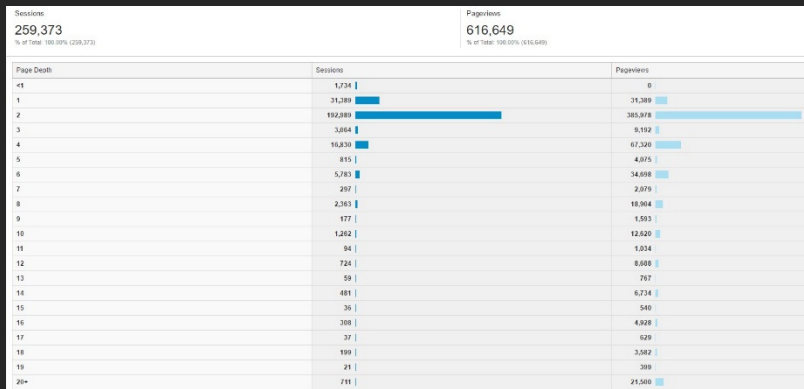 Sessions Pageviews
259,373 616,649
% of Total: 100.00% (259,373) % of Total: 100.00% (616,649)
Page Depth Sessions Pageviews
<1 1,734 0
1 31,389 31,389
2 192,989 385,978
3 3,064 9,192
4 16,830 67,320
5 815 4,075
6 5,783 34,698
7 297 2,079
8 2,363 18,904
9 177 1,593
10 1,262 12,620
11 94 1,034
12 724 8,688
13 59 767
14 481 6,734
15 36 540
16 308 4,928
17 37 629
18 199 3,582
19 21 399
20+ 711 21,500